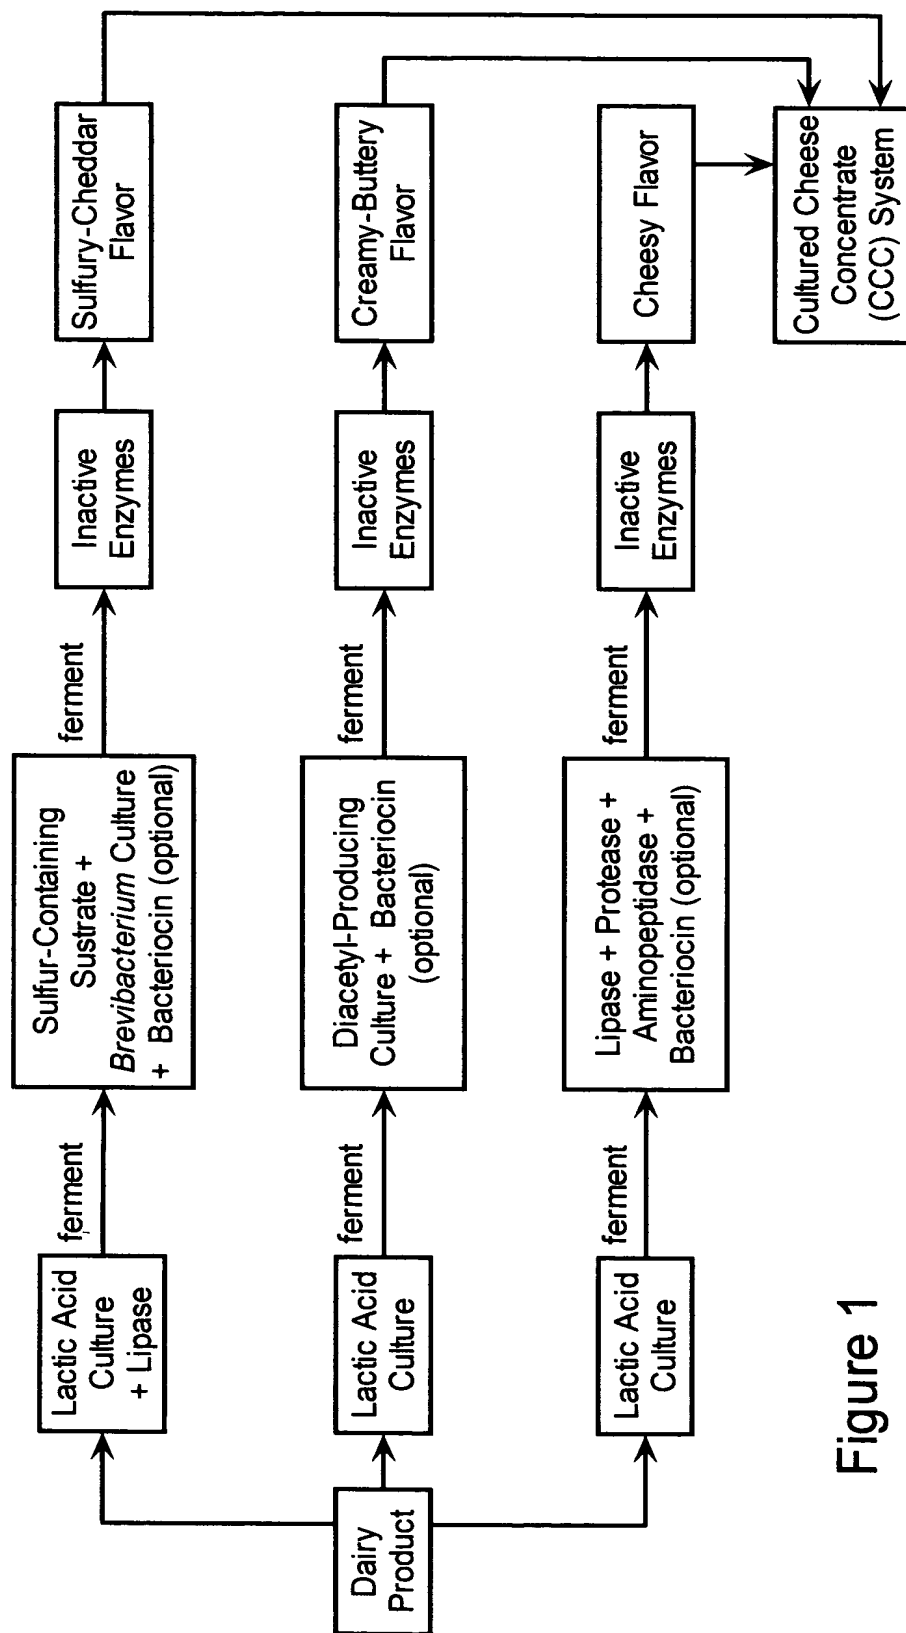 Dairy
Product
Lactic Acid
Culture
+ Lipase
ferment
Sulfur-Containing
Sustrate +
Brevibacterium Culture
+ Bacteriocin (optional)
ferment
Inactive
Enzymes
Sulfury-Cheddar
Flavor
Lactic Acid
Culture
ferment
Diacetyl-Producing
Culture + Bacteriocin
(optional)
ferment
Inactive
Enzymes
Creamy-Buttery
Flavor
Lactic Acid
Culture
ferment
Lipase + Protease +
Aminopeptidase +
Bacteriocin (optional)
ferment
Inactive
Enzymes
Cheesy Flavor
Cultured Cheese
Concentrate
(CCC) System
Figure 1